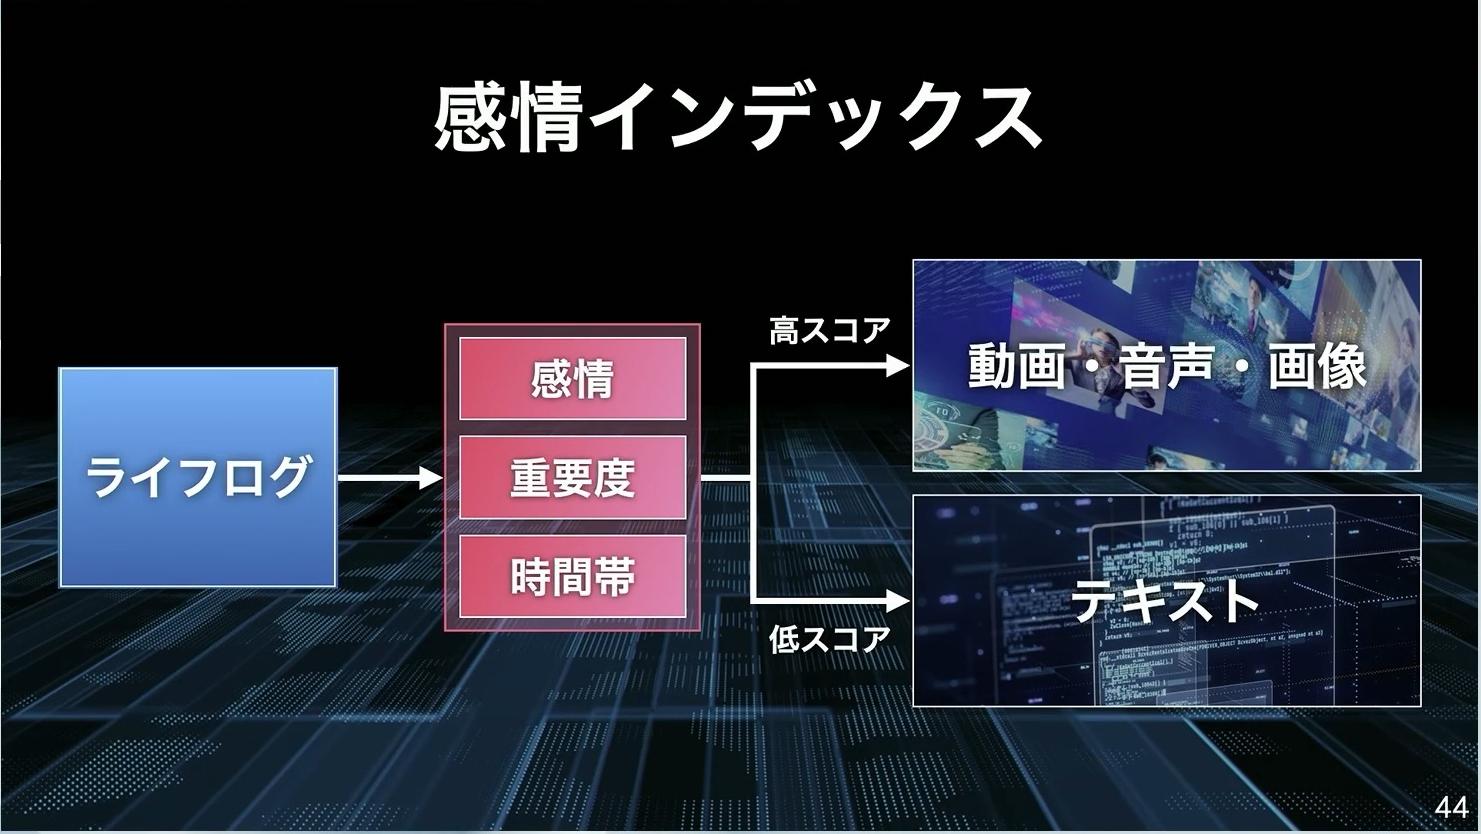 感情インデックス
ライフログ
感情
重要度
時間帯
高スコア
低スコア
動画・音声・画像
テキスト
44